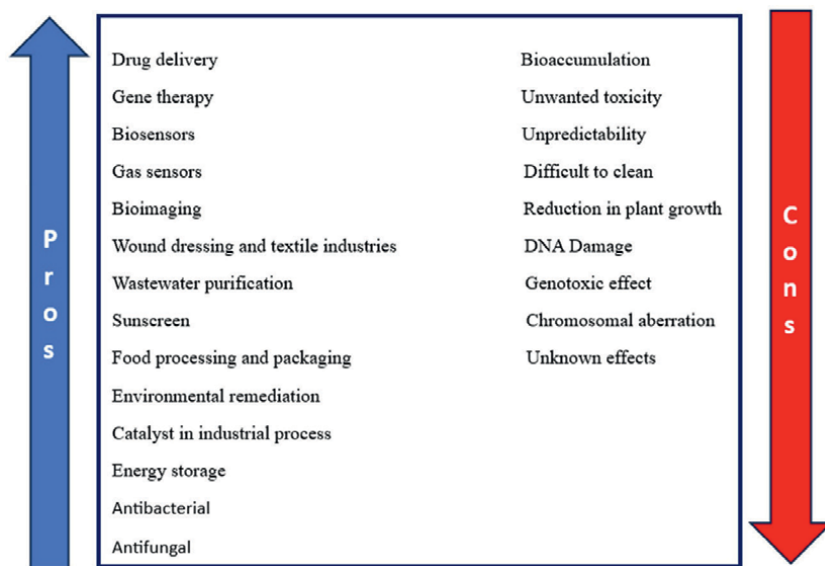 Pros
Drug delivery
Gene therapy
Biosensors
Gas sensors
Bioimaging
Wound dressing and textile industries
Wastewater purification
Sunscreen
Food processing and packaging
Environmental remediation
Catalyst in industrial process
Energy storage
Antibacterial
Antifungal
Bioaccumulation
Unwanted toxicity
Unpredictability
Difficult to clean
Reduction in plant growth
DNA Damage
Genotoxic effect
Chromosomal aberration
Unknown effects
Cons